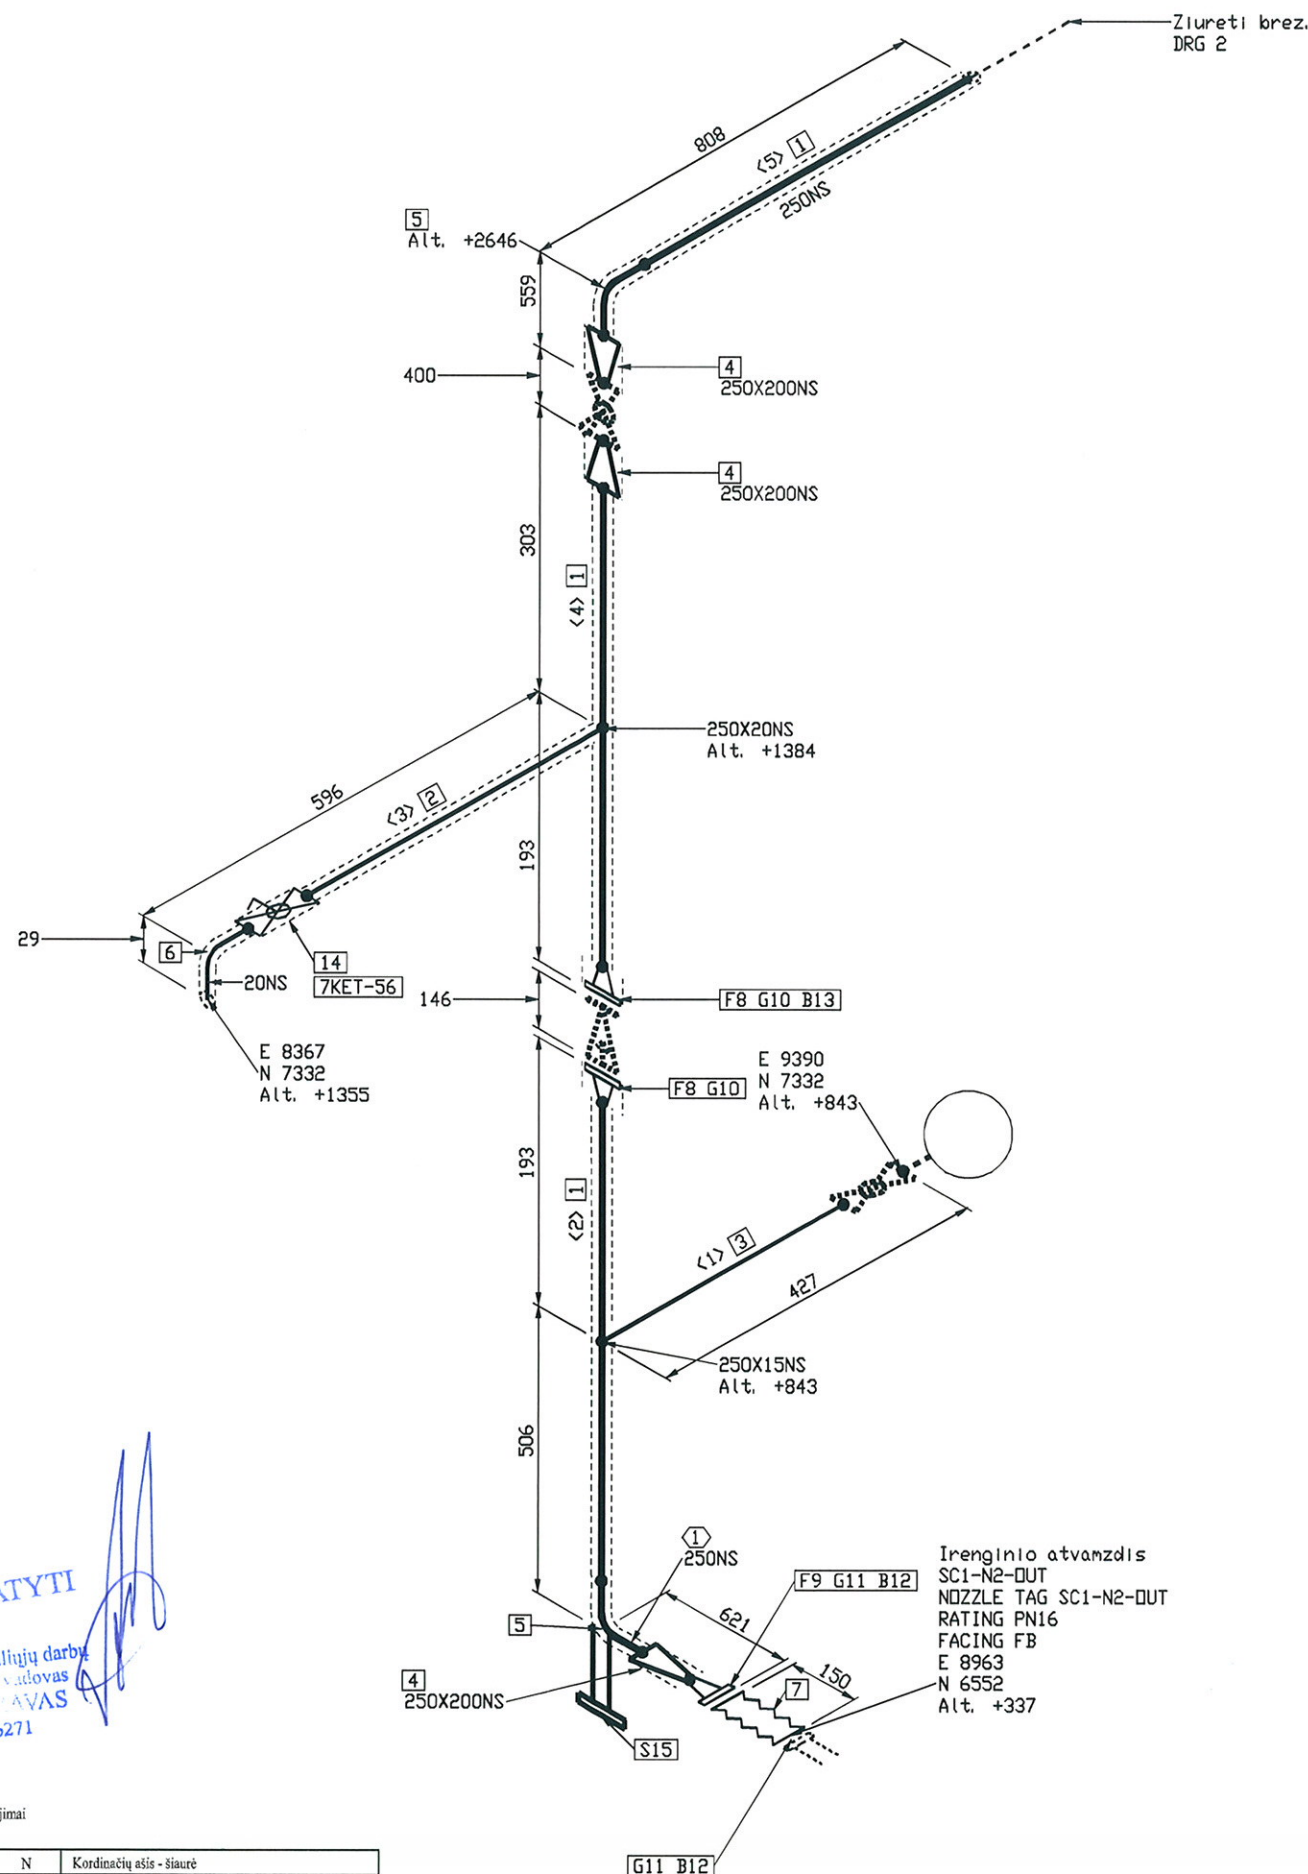 Ziureti brez.
DRG 2
808
<5> 1
250NS
5
Alt. +2646
559
400
4
250X200NS
4
250X200NS
303
<4> 1
250X20NS
Alt. +1384
596
<3> 2
193
29
6
20NS
14
7KET-56
146
F8 G10 B13
E 8367
N 7332
Alt. +1355
F8 G10
E 9390
N 7332
Alt. +843
193
<2> 1
<1> 3
427
250X15NS
Alt. +843
506
1
250NS
F9 G11 B12
621
150
7
5
4
250X200NS
S15
Irenginio atvamzdis
SC1-N2-OUT
NOZZLE TAG SC1-N2-OUT
RATING PN16
FACING FB
E 8963
N 6552
Alt. +337
G11 B12
ATYTI
darbų
271
jimai
N Kordinačių ašis - šiaurė